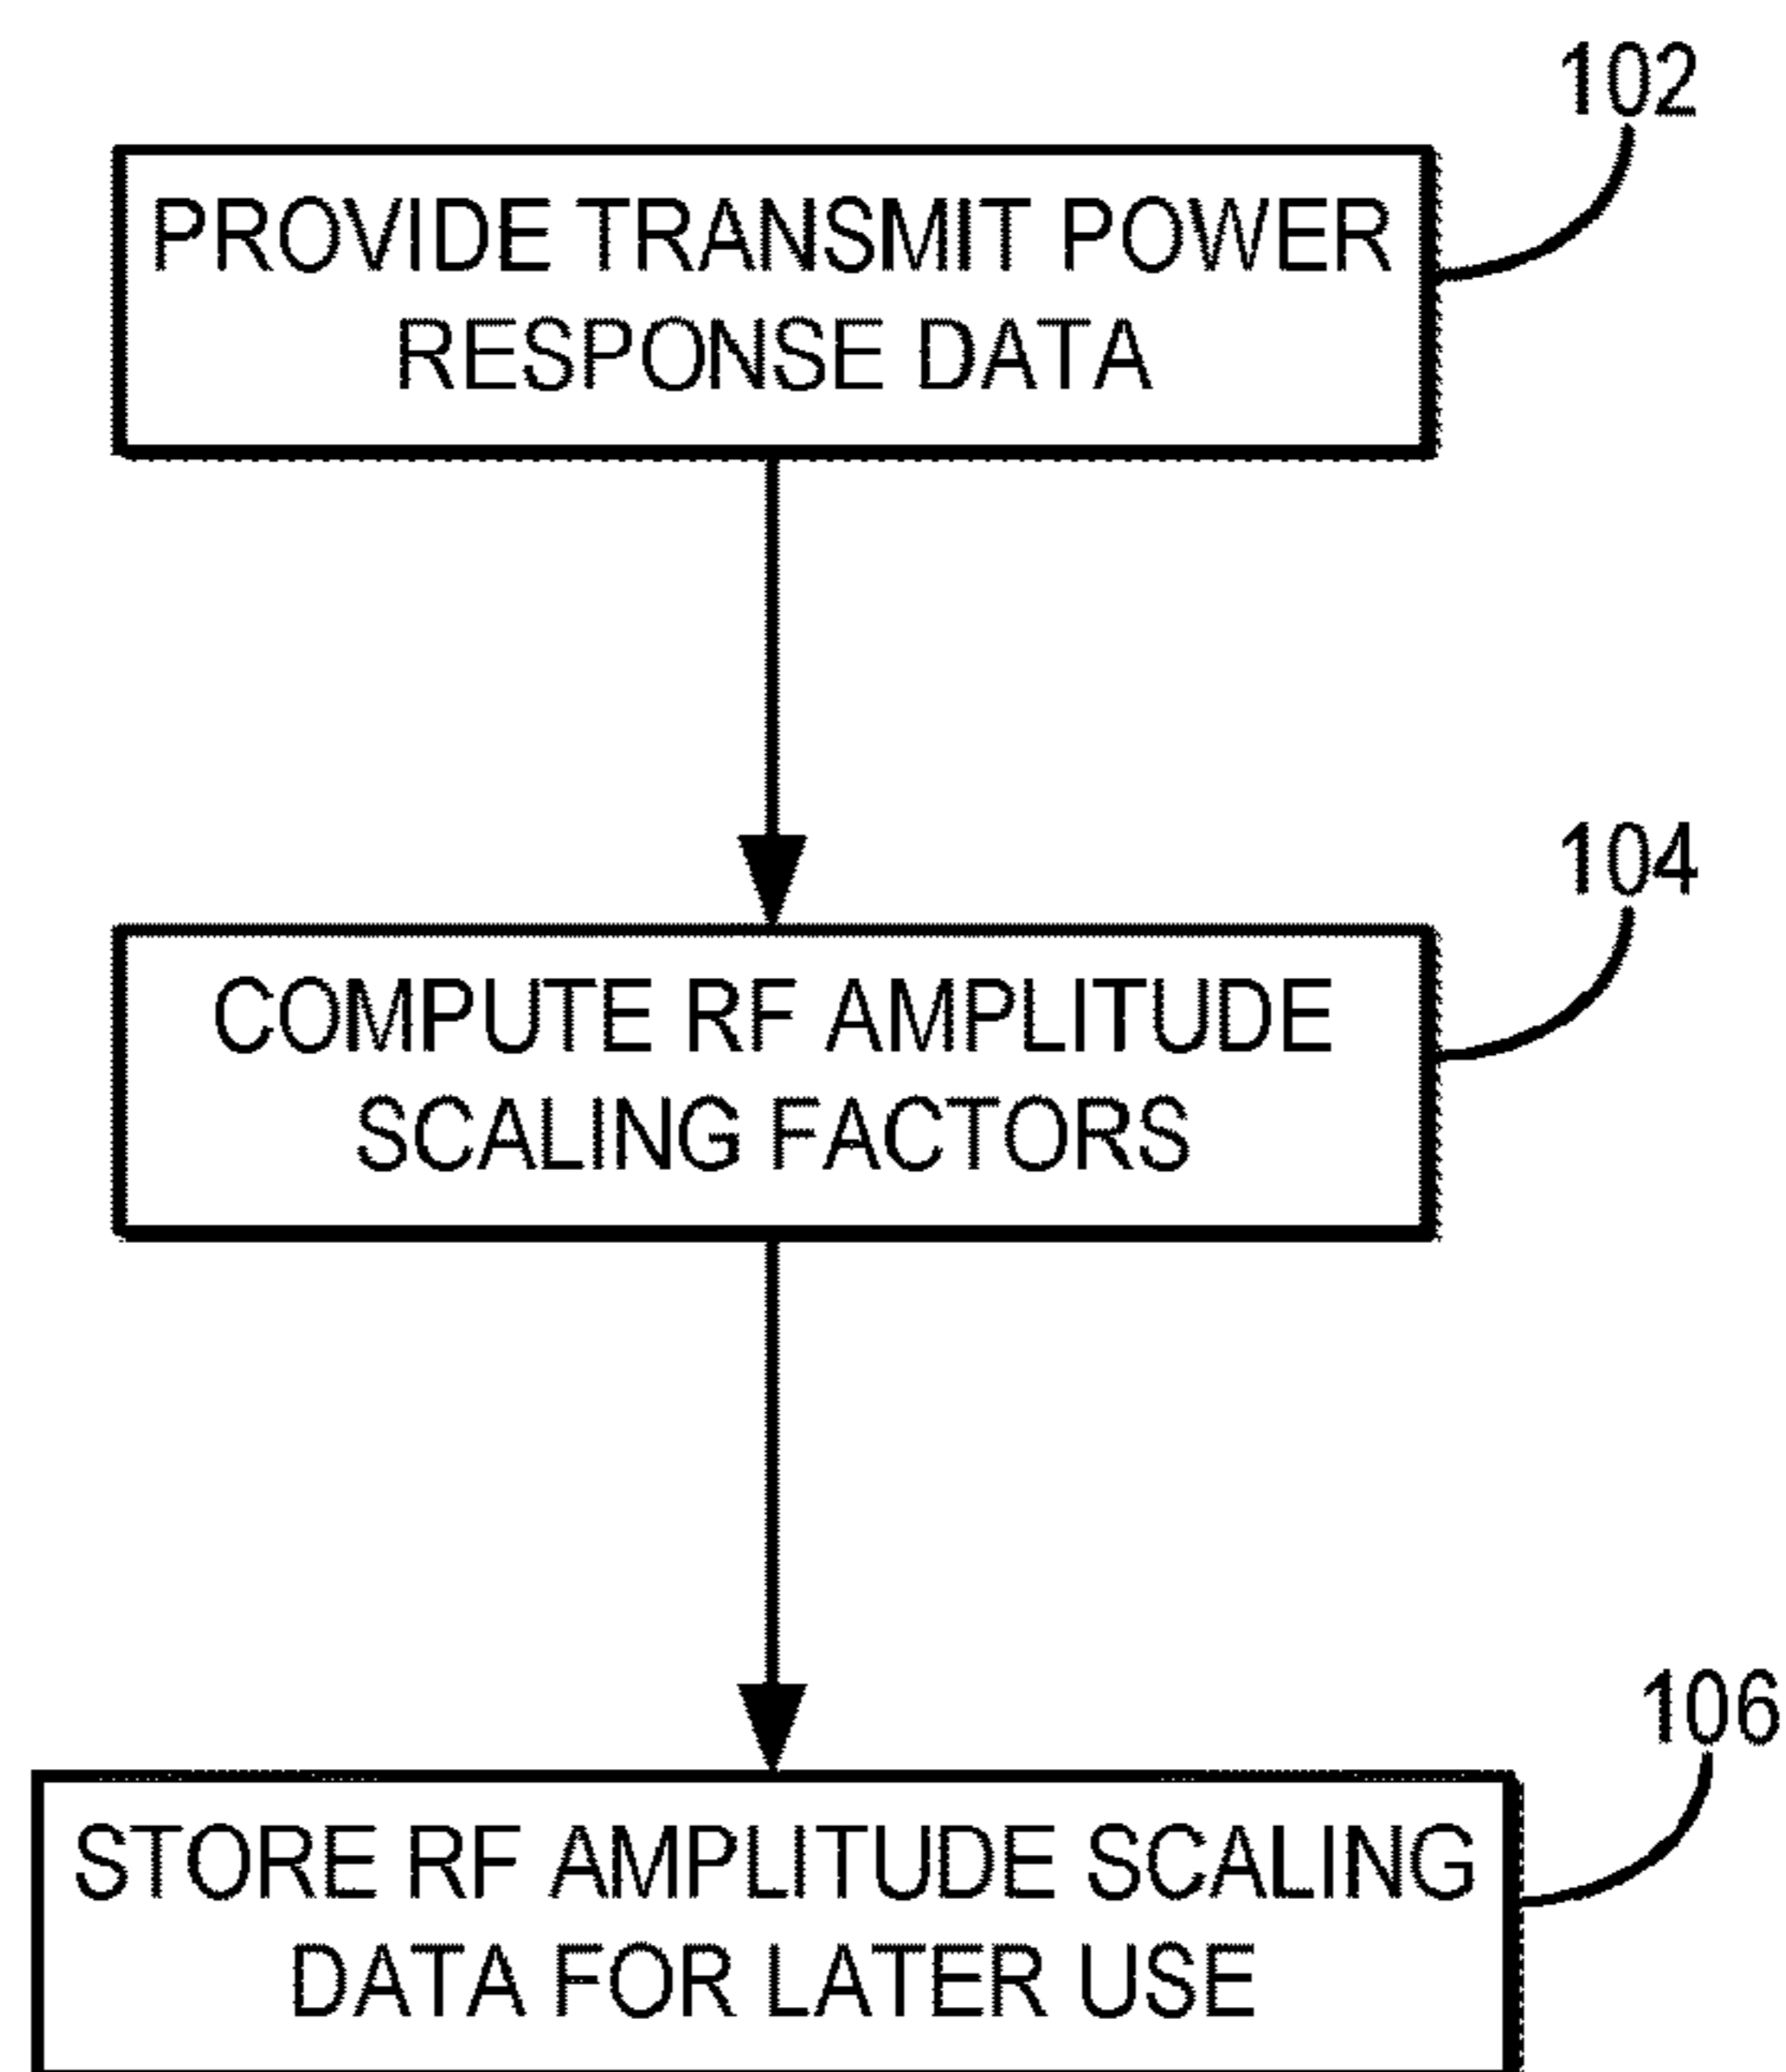 102
PROVIDE TRANSMIT POWER
RESPONSE DATA
104
COMPUTE RF AMPLITUDE
SCALING FACTORS
106
STORE RF AMPLITUDE SCALING
DATA FOR LATER USE